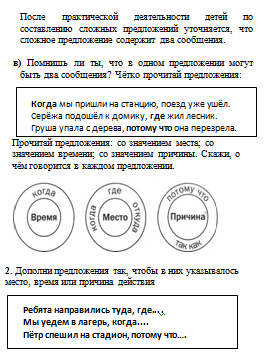 После практической деятельности детей по
составлению сложных предложений уточняется, что
сложное предложение содержит два сообщения.
в) Помнишь ли ты, что в одном предложении могут
быть два сообщения? Чётко прочитай предложения:
Когда мы пришли на станцию, поезд уже ушёл.
Серёжа подошёл к домику, где жил лесник.
Груша упала с дерева, потому что она перезрела.
Прочитай предложения: со значением места; со
значением времени; со значением причины. Скажи, о
чём говорится в каждом предложении.
когда
Время
где
когда
откуда
Место
потому что
Причина
так как
2. Дополни предложения так, чтобы в них указывалось
место, время или причина действия
Ребята направились туда, где...,
Мы уедем в лагерь, когда....
Пётр спешил на стадион, потому что....